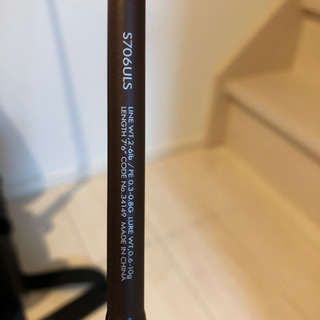 S706ULS
LINE WT,2-6lb / PE 0.3-0.8G LURE WT,0.6-10g
LENGTH 7'6" CODE No.34149 MADE IN CHINA